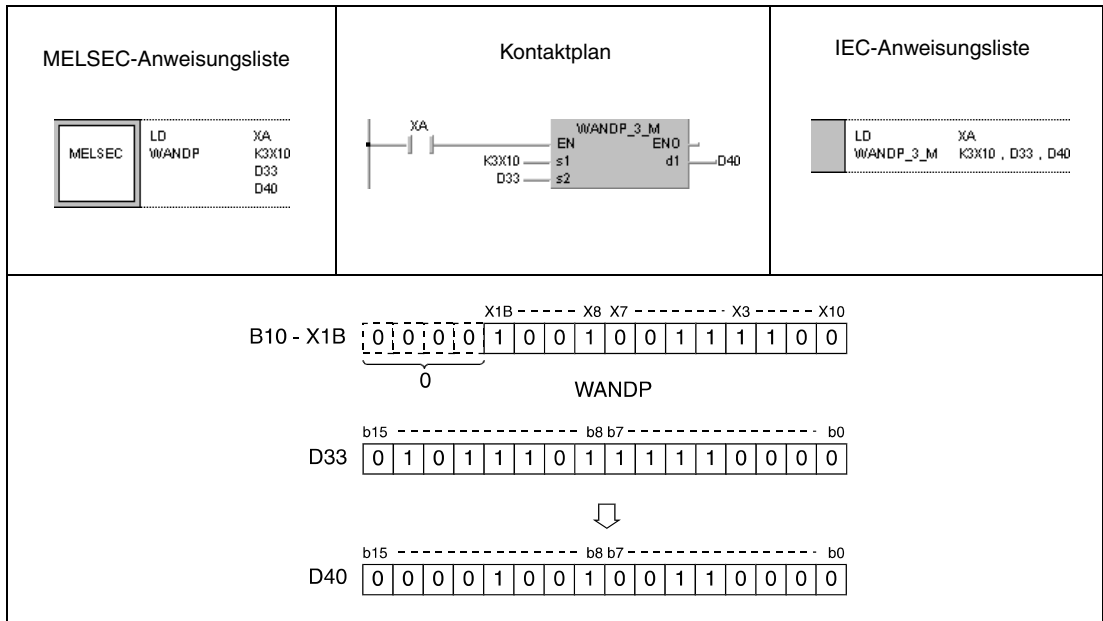 MELSEC-Anweisungsliste
MELSEC
LD XA
WANDP K3X10
D33
D40
Kontaktplan
XA
WANDP_3_M
EN ENO
K3X10 s1 d1 D40
D33 s2
IEC-Anweisungsliste
LD XA
WANDP_3_M K3X10 , D33 , D40
X1B X8 X7 X3 X10
B10 - X1B 0 0 0 0 1 0 0 1 0 0 1 1 1 1 0 0
0
WANDP
b15 b8 b7 b0
D33 0 1 0 1 1 1 0 1 1 1 1 1 0 0 0 0
b15 b8 b7 b0
D40 0 0 0 0 1 0 0 1 0 0 1 1 0 0 0 0